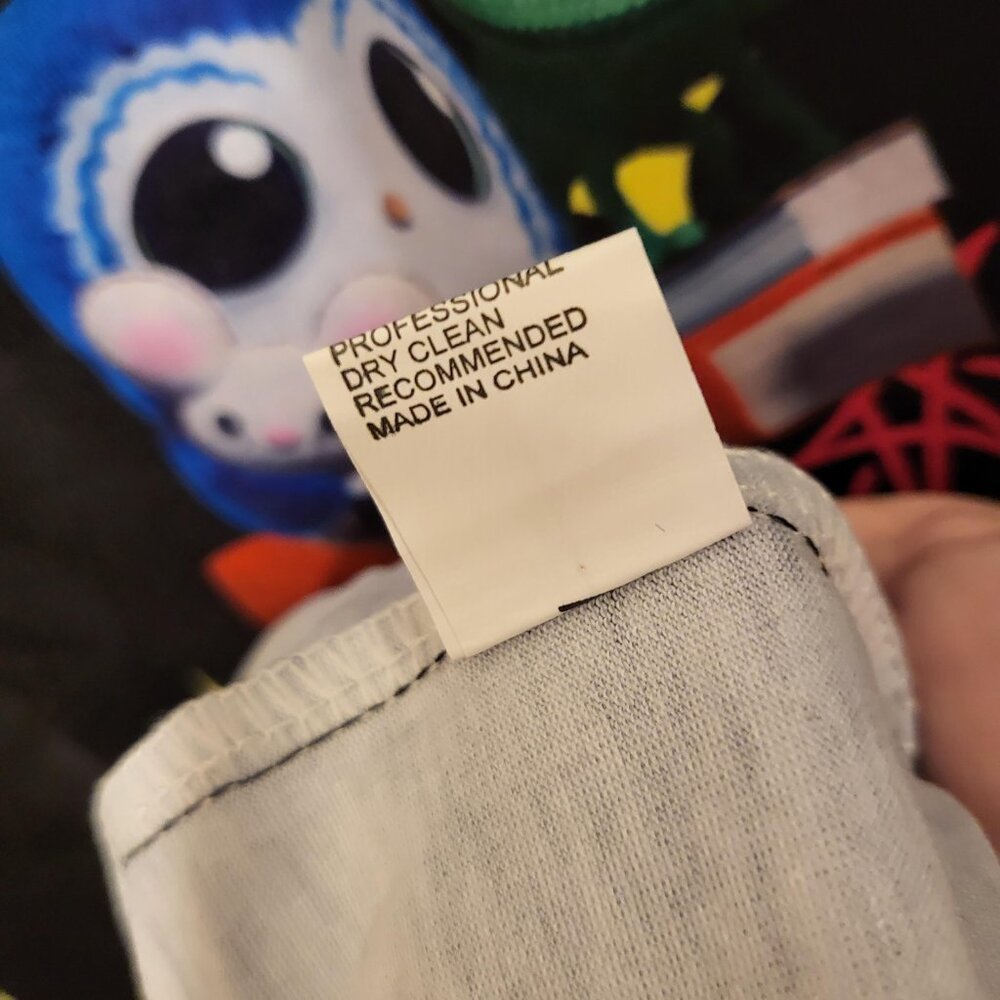 PROFESSIONAL
DRY CLEAN
RECOMMENDED
MADE IN CHINA